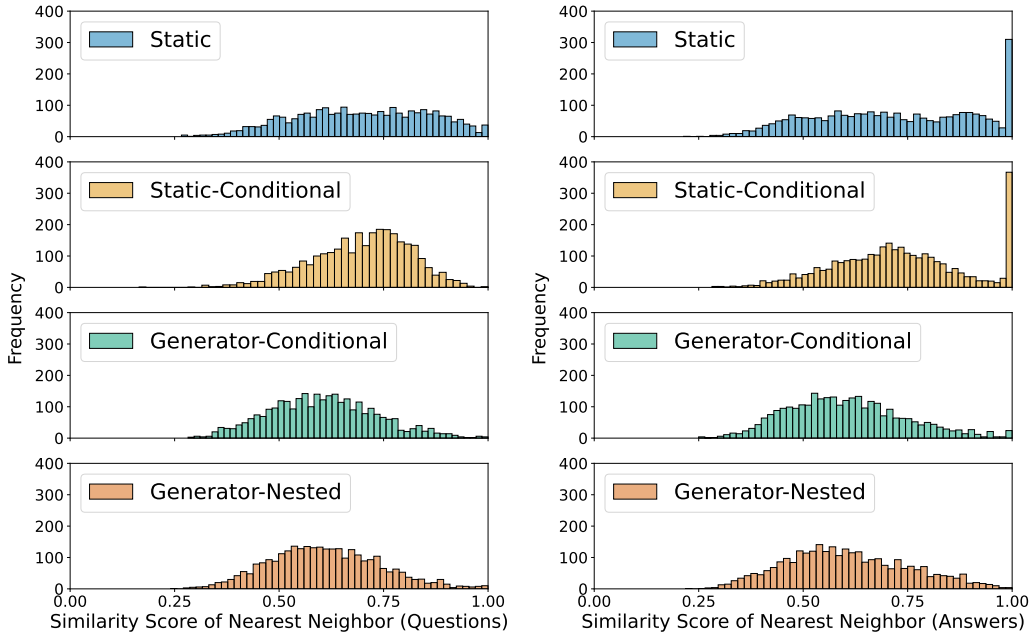 400
300
200
100
0
Static
400
300
200
100
0
Static
400
300
200
100
0
Static-Conditional
400
300
200
100
0
Static-Conditional
Frequency
Frequency
400
300
200
100
0
Generator-Conditional
400
300
200
100
0
Generator-Conditional
400
300
200
100
0
Generator-Nested
400
300
200
100
0
Generator-Nested
0.00 0.25 0.50 0.75 1.00
0.00 0.25 0.50 0.75 1.00
Similarity Score of Nearest Neighbor (Questions)
Similarity Score of Nearest Neighbor (Answers)